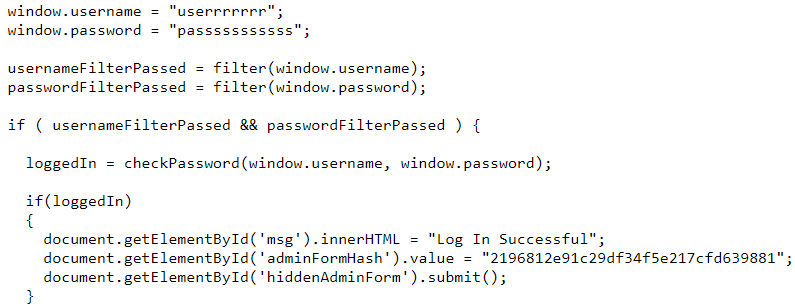 window.username = "userrrrrrr";
window.password = "passsssssssss";
usernameFilterPassed = filter(window.username);
passwordFilterPassed = filter(window.password);
if ( usernameFilterPassed && passwordFilterPassed ) {
loggedIn = checkPassword(window.username, window.password);
if(loggedIn)
{
document.getElementById('msg').innerHTML = "Log In Successful";
document.getElementById('adminFormHash').value = "2196812e91c29df34f5e217cfd639881";
document.getElementById('hiddenAdminForm').submit();
}